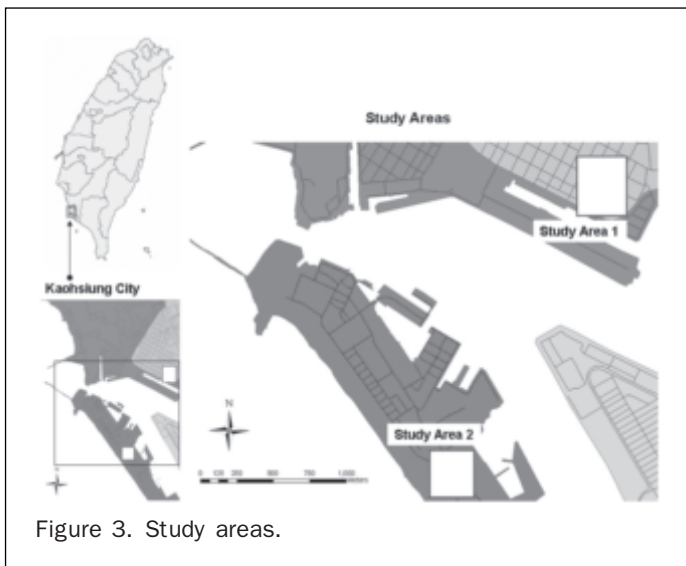 Study Areas
Study Area 1
Kaohsiung City
N
Study Area 2
Figure 3. Study areas.